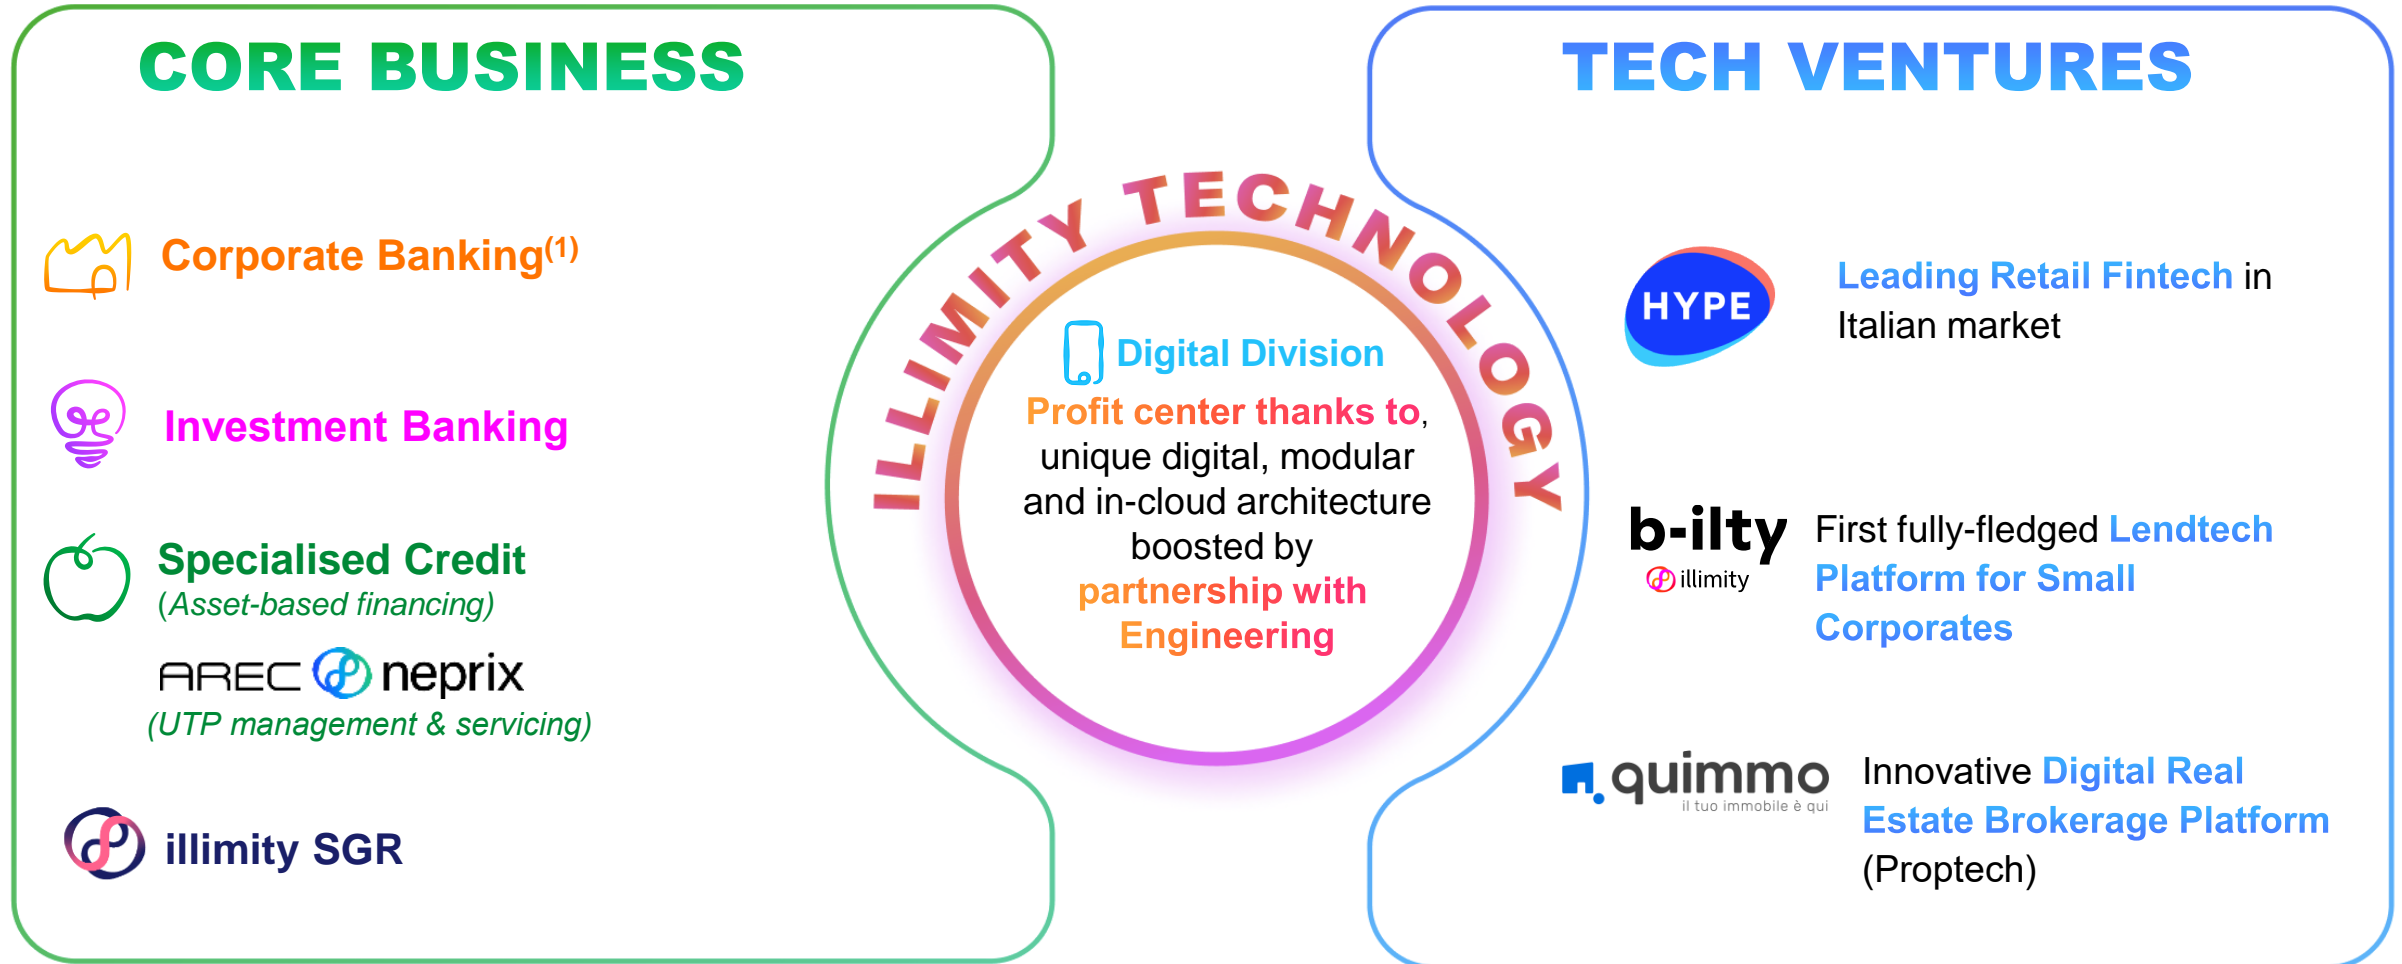 CORE BUSINESS
Corporate Banking(1)
Investment Banking
Specialised Credit
(Asset-based financing)
AREC neprix
(UTP management & servicing)
illimity SGR
ILLIMITY TECHNOLOGY
Digital Division
Profit center thanks to,
unique digital, modular
and in-cloud architecture
boosted by
partnership with
Engineering
TECH VENTURES
HYPE
Leading Retail Fintech in
Italian market
b-ilty
illimity
First fully-fledged Lendtech
Platform for Small
Corporates
quimmo
il tuo immobile è qui
Innovative Digital Real
Estate Brokerage Platform
(Proptech)